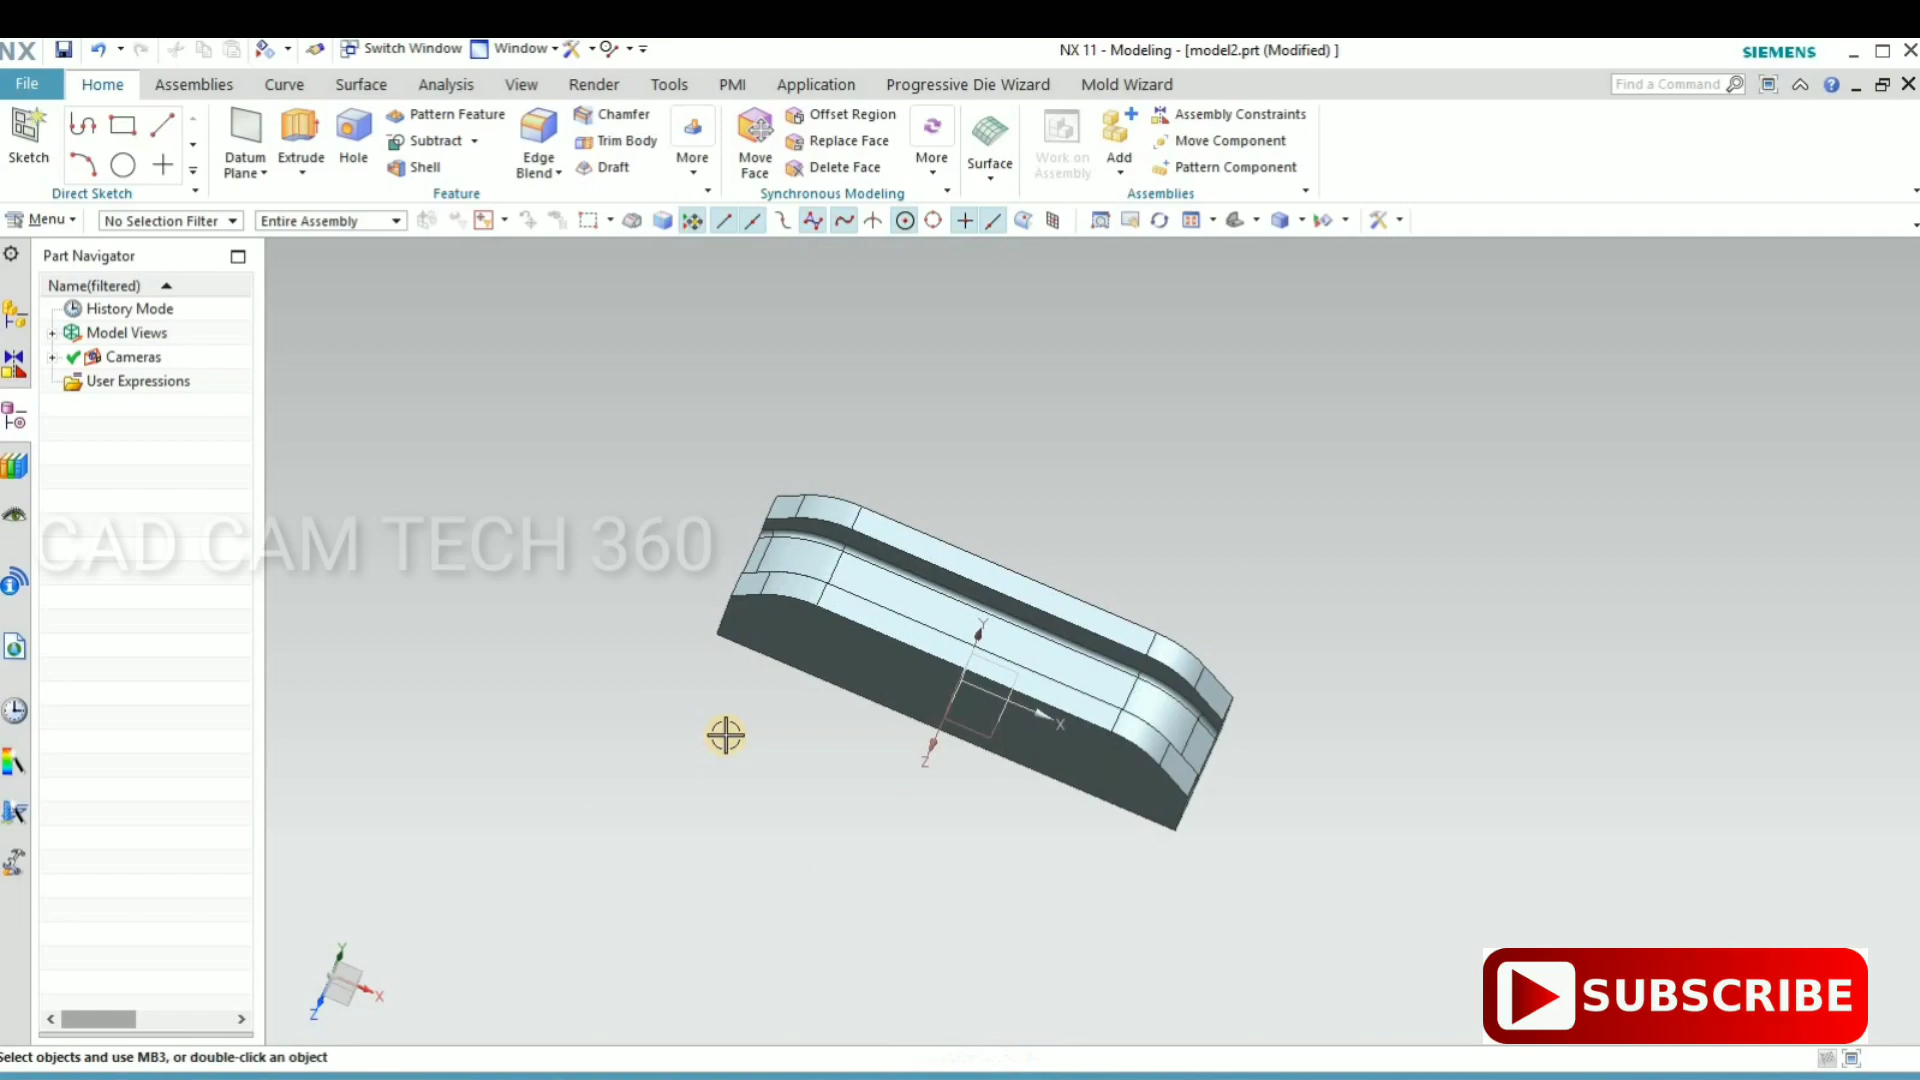 NX
Switch Window
Window
NX 11 - Modeling - [model2.prt (Modified) ]
SIEMENS
File
Home
Assemblies
Curve
Surface
Analysis
View
Render
Tools
PMI
Application
Progressive Die Wizard
Mold Wizard
Find a Command
Sketch
Direct Sketch
Datum
Plane
Extrude
Hole
Pattern Feature
Subtract
Shell
Edge
Blend
Chamfer
Trim Body
Draft
More
Feature
Move
Face
Offset Region
Replace Face
Delete Face
More
Synchronous Modeling
Surface
Work on
Assembly
Add
Assembly Constraints
Move Component
Pattern Component
Assemblies
Menu
No Selection Filter
Entire Assembly
Part Navigator
Name(filtered)
History Mode
Model Views
Cameras
User Expressions
CAD CAM TECH 360
Y
X
Z
Y
X
Z
SUBSCRIBE
Select objects and use MB3, or double-click an object